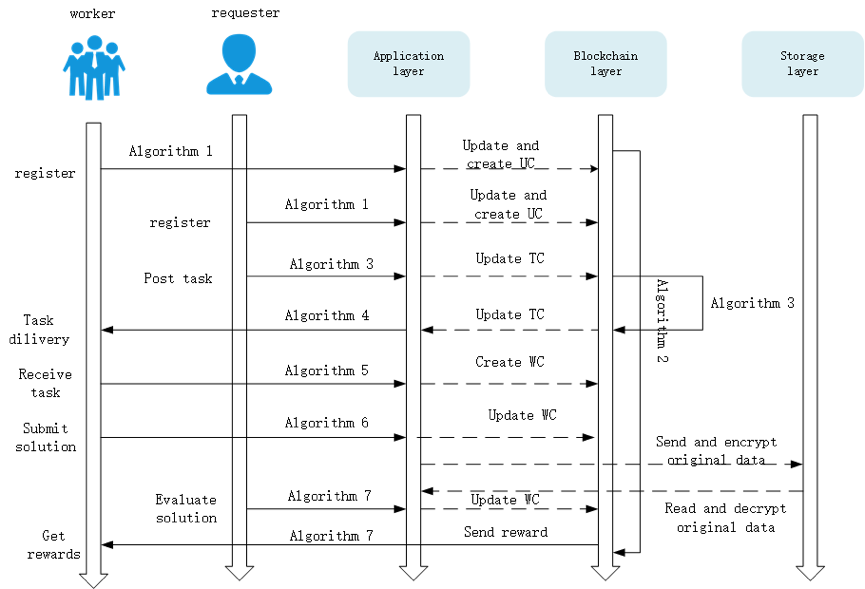 worker
requester
Application
layer
Blockchain
layer
Storage
layer
register
Algorithm 1
Update and
create UC
register
Algorithm 1
Update and
create UC
Post task
Algorithm 3
Update TC
Algorithm 3
Algorithm 2
Task
dilivery
Algorithm 4
Update TC
Receive
task
Algorithm 5
Create WC
Submit
solution
Algorithm 6
Update WC
Send and encrypt
original data
Evaluate
solution
Algorithm 7
Update WC
Read and decrypt
original data
Get
rewards
Algorithm 7
Send reward